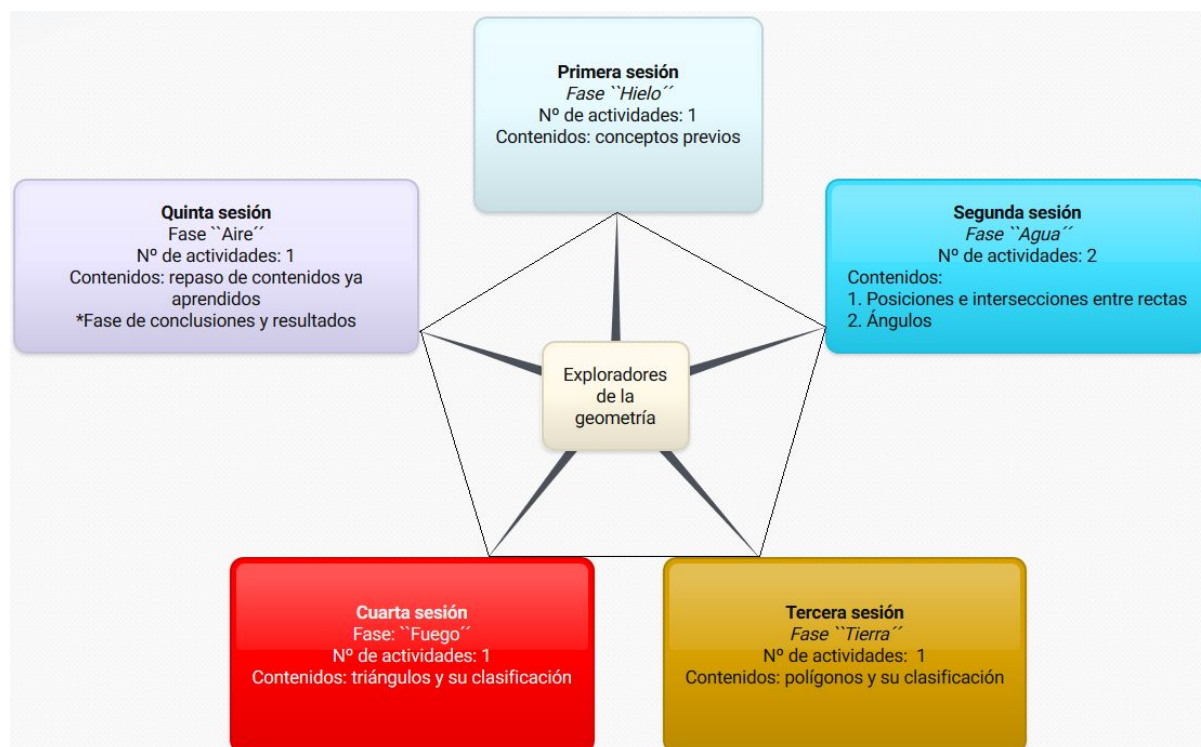 Primera sesión
Fase ``Hielo´´
Nº de actividades: 1
Contenidos: conceptos previos
Quinta sesión
Fase ``Aire´´
Nº de actividades: 1
Contenidos: repaso de contenidos ya
aprendidos
*Fase de conclusiones y resultados
Segunda sesión
Fase ``Agua´´
Nº de actividades: 2
Contenidos:
1. Posiciones e intersecciones entre rectas
2. Ángulos
Exploradores
de la
geometría
Cuarta sesión
Fase: ``Fuego´´
Nº de actividades: 1
Contenidos: triángulos y su clasificación
Tercera sesión
Fase ``Tierra´´
Nº de actividades:  1
Contenidos: polígonos y su clasificación